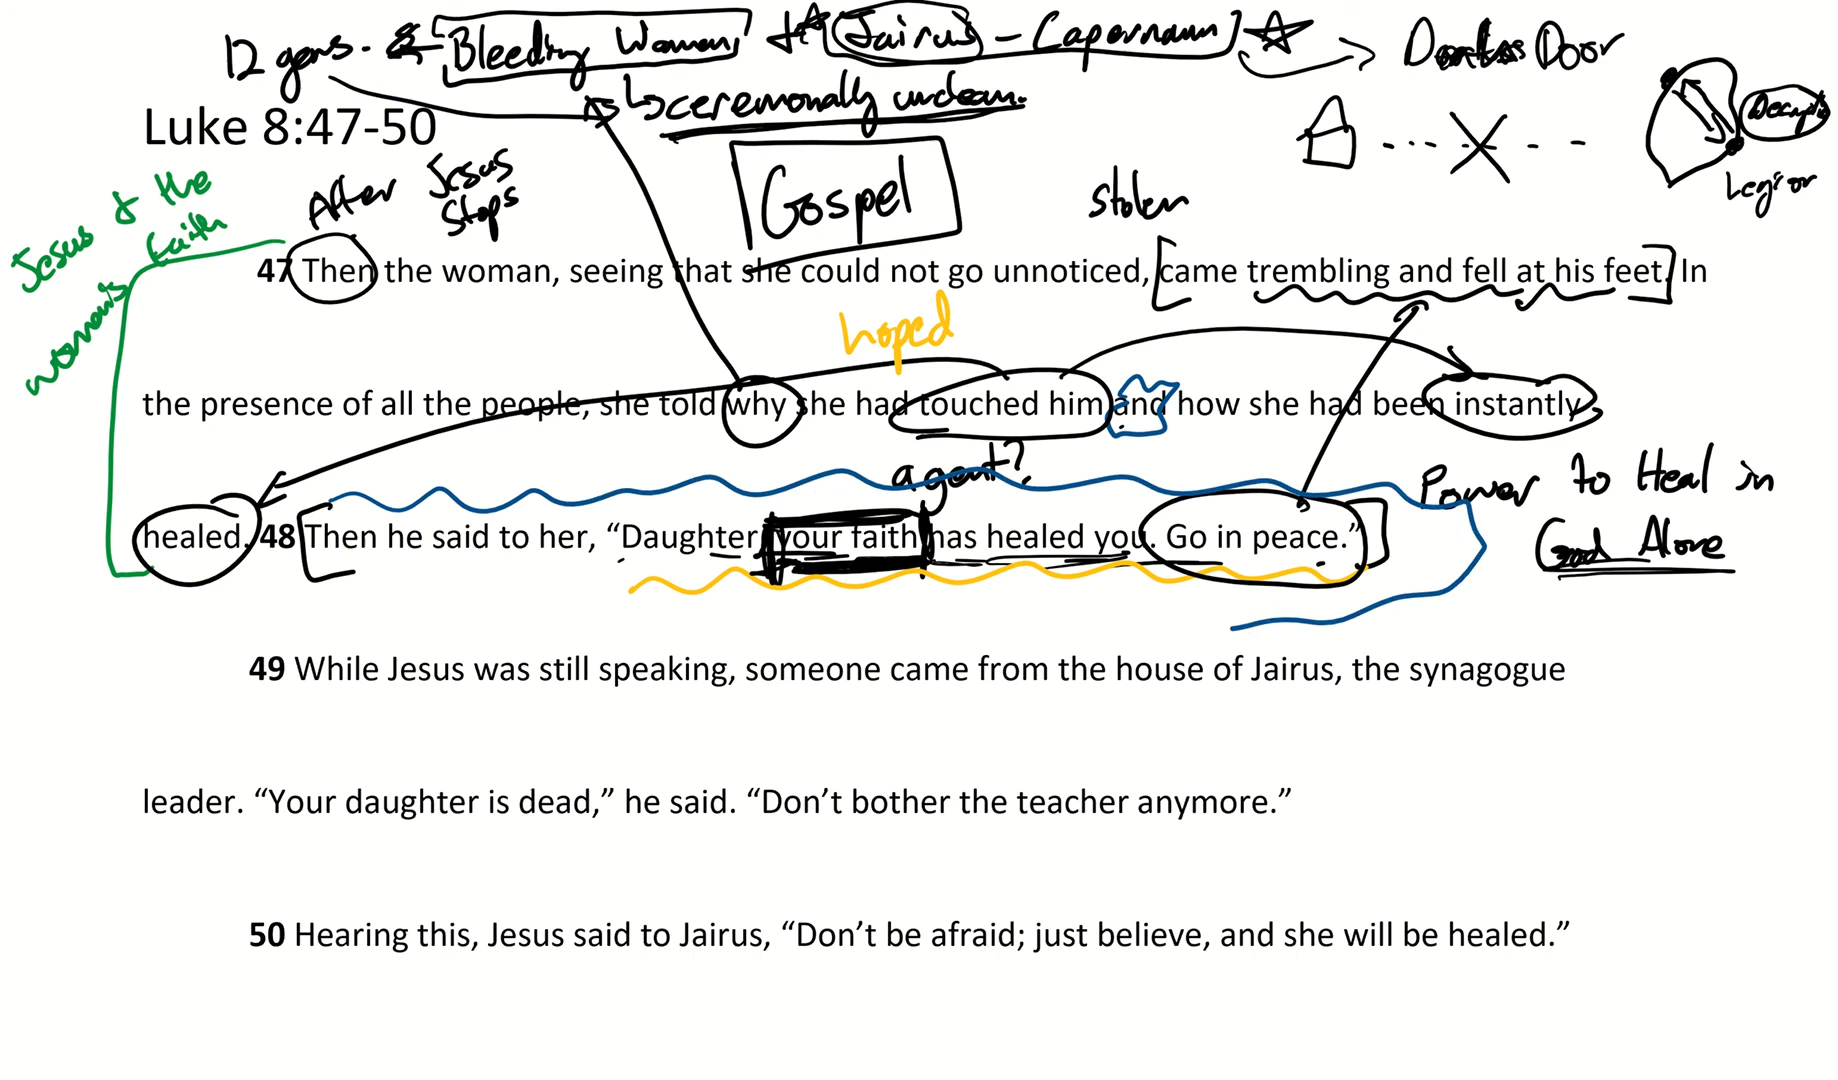 12 years. Bleeding Woman, Jairus - Capernaum Door
ceremonally unclean.
Decapolis
Luke 8:47-50
Legion
After Jesus Stops
Gospel
stolen
Jesus & the woman's faith
47 Then the woman, seeing that she could not go unnoticed, came trembling and fell at his feet. In
hoped
the presence of all the people, she told why she had touched him and how she had been instantly
agent?
Power to Heal in
God Alone
healed. 48 Then he said to her, “Daughter, your faith has healed you. Go in peace.”
49 While Jesus was still speaking, someone came from the house of Jairus, the synagogue
leader. “Your daughter is dead,” he said. “Don’t bother the teacher anymore.”
50 Hearing this, Jesus said to Jairus, “Don’t be afraid; just believe, and she will be healed.”